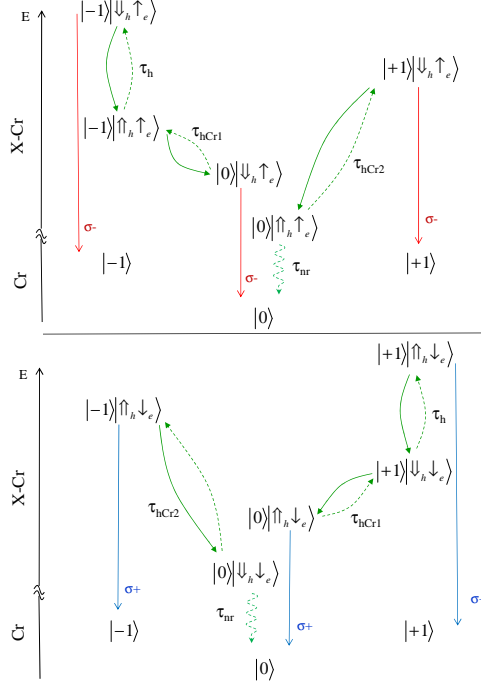 E
|−1⟩|⇓ₕ↑ₑ⟩
τh
|−1⟩|⇑ₕ↑ₑ⟩
τhCr1
|+1⟩|⇓ₕ↑ₑ⟩
X-Cr
|0⟩|⇓ₕ↑ₑ⟩
τhCr2
|0⟩|⇑ₕ↑ₑ⟩
σ-
σ-
τnr
σ-
Cr
|−1⟩
|+1⟩
|0⟩
E
|+1⟩|⇑ₕ↓ₑ⟩
|−1⟩|⇑ₕ↓ₑ⟩
τh
|+1⟩|⇓ₕ↓ₑ⟩
X-Cr
τhCr2
|0⟩|⇑ₕ↓ₑ⟩
τhCr1
|0⟩|⇓ₕ↓ₑ⟩
σ+
τnr
σ+
Cr
|−1⟩
|+1⟩
|0⟩